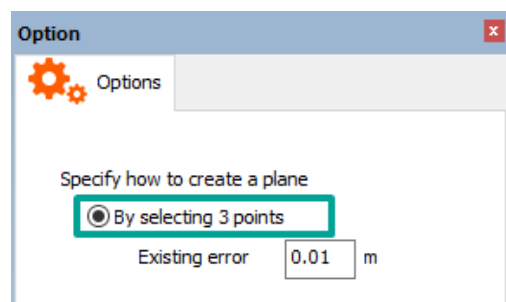 Option
Options
Specify how to create a plane
By selecting 3 points
Existing error 0.01 m